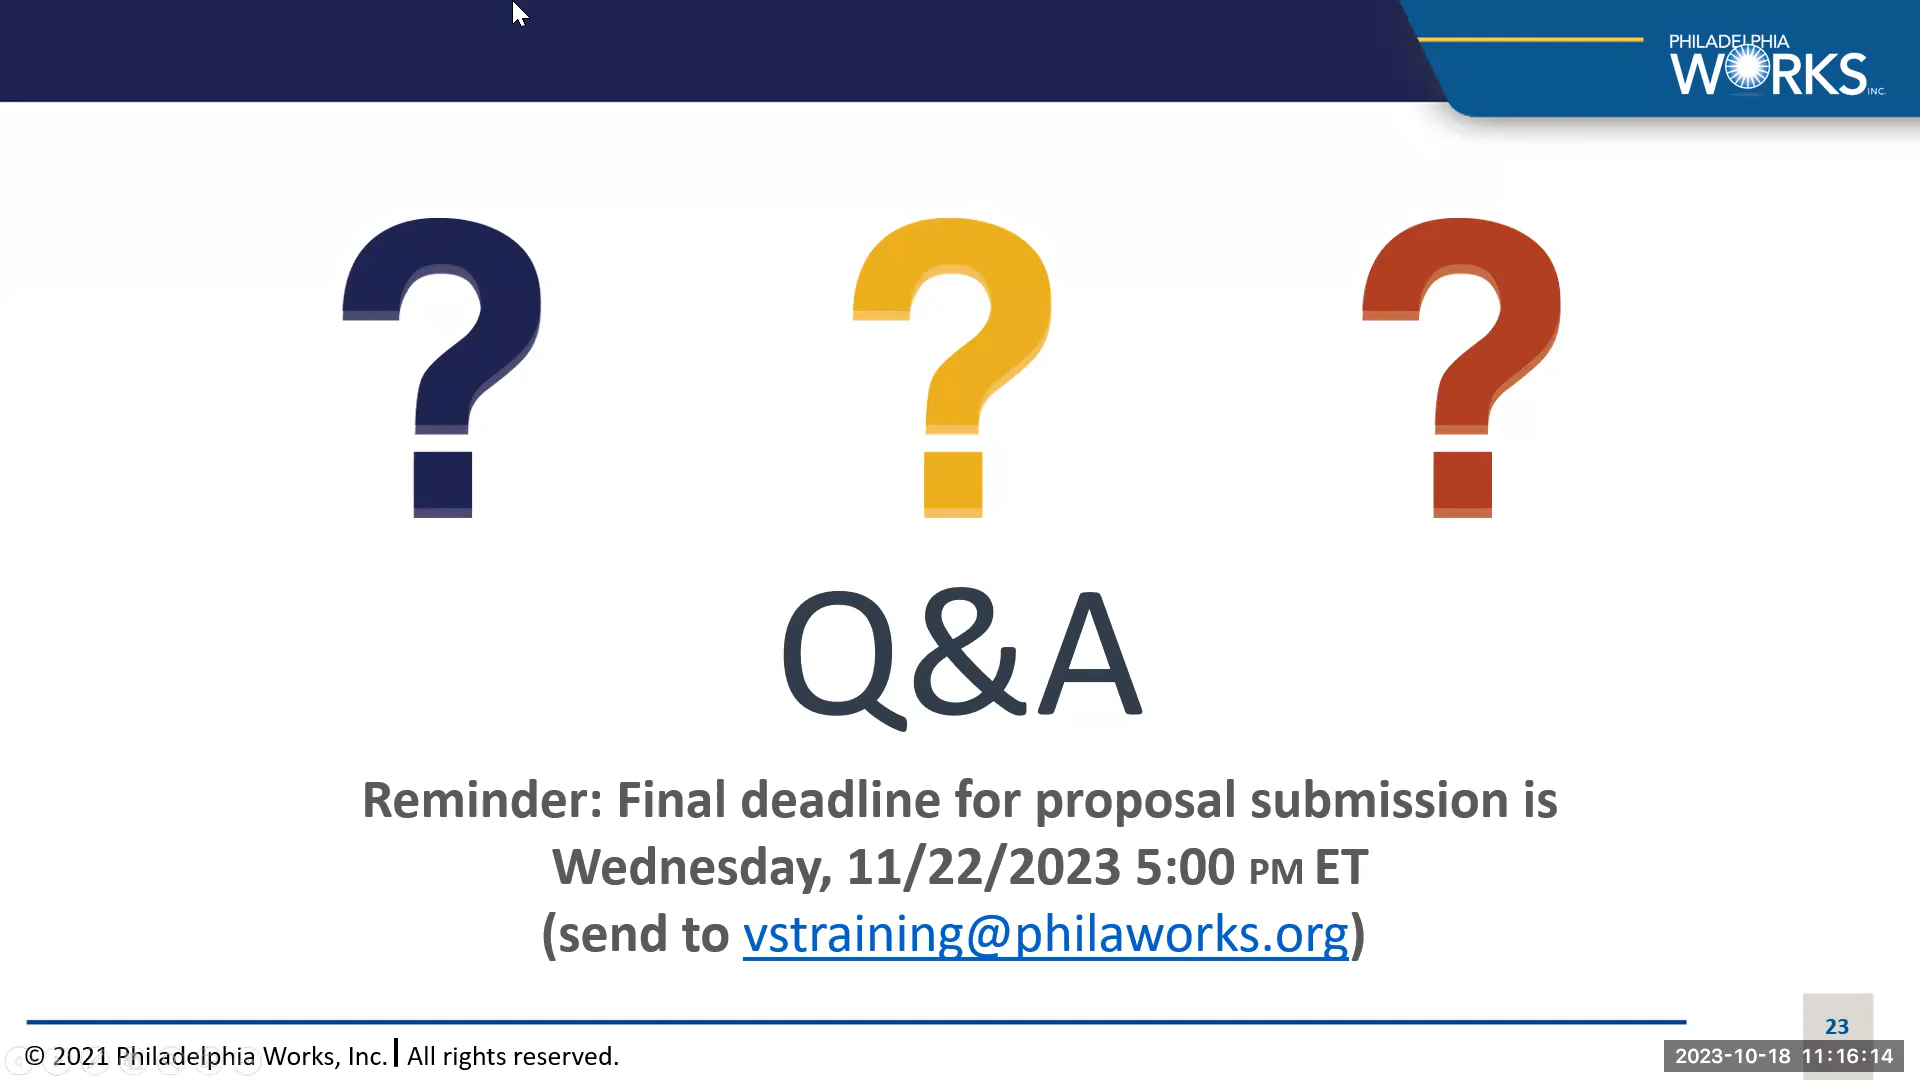 PHILADELPHIA
WORKS INC.
? ? ?
Q&A
Reminder: Final deadline for proposal submission is
Wednesday, 11/22/2023 5:00 PM ET
(send to vstraining@philaworks.org)
23
© 2021 Philadelphia Works, Inc. | All rights reserved.
2023-10-18 11:16:14